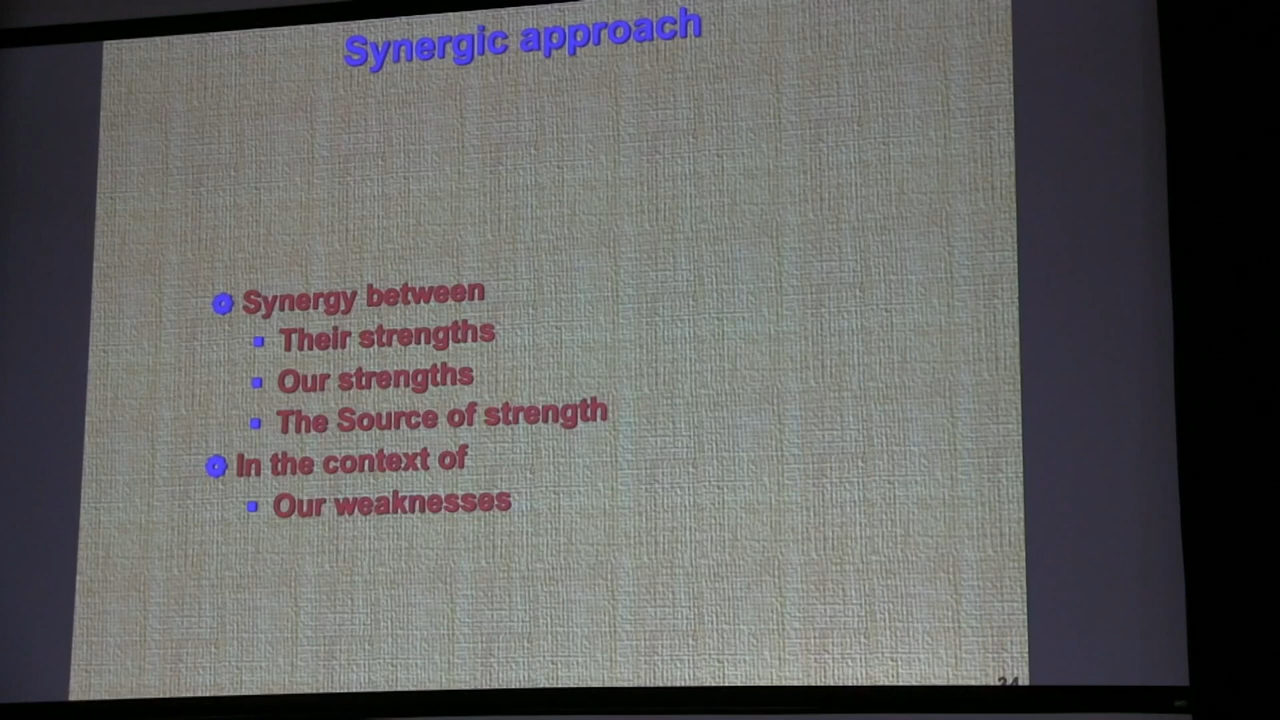 Synergic approach
Synergy between
Their strengths
Our strengths
The Source of strength
In the context of
Our weaknesses